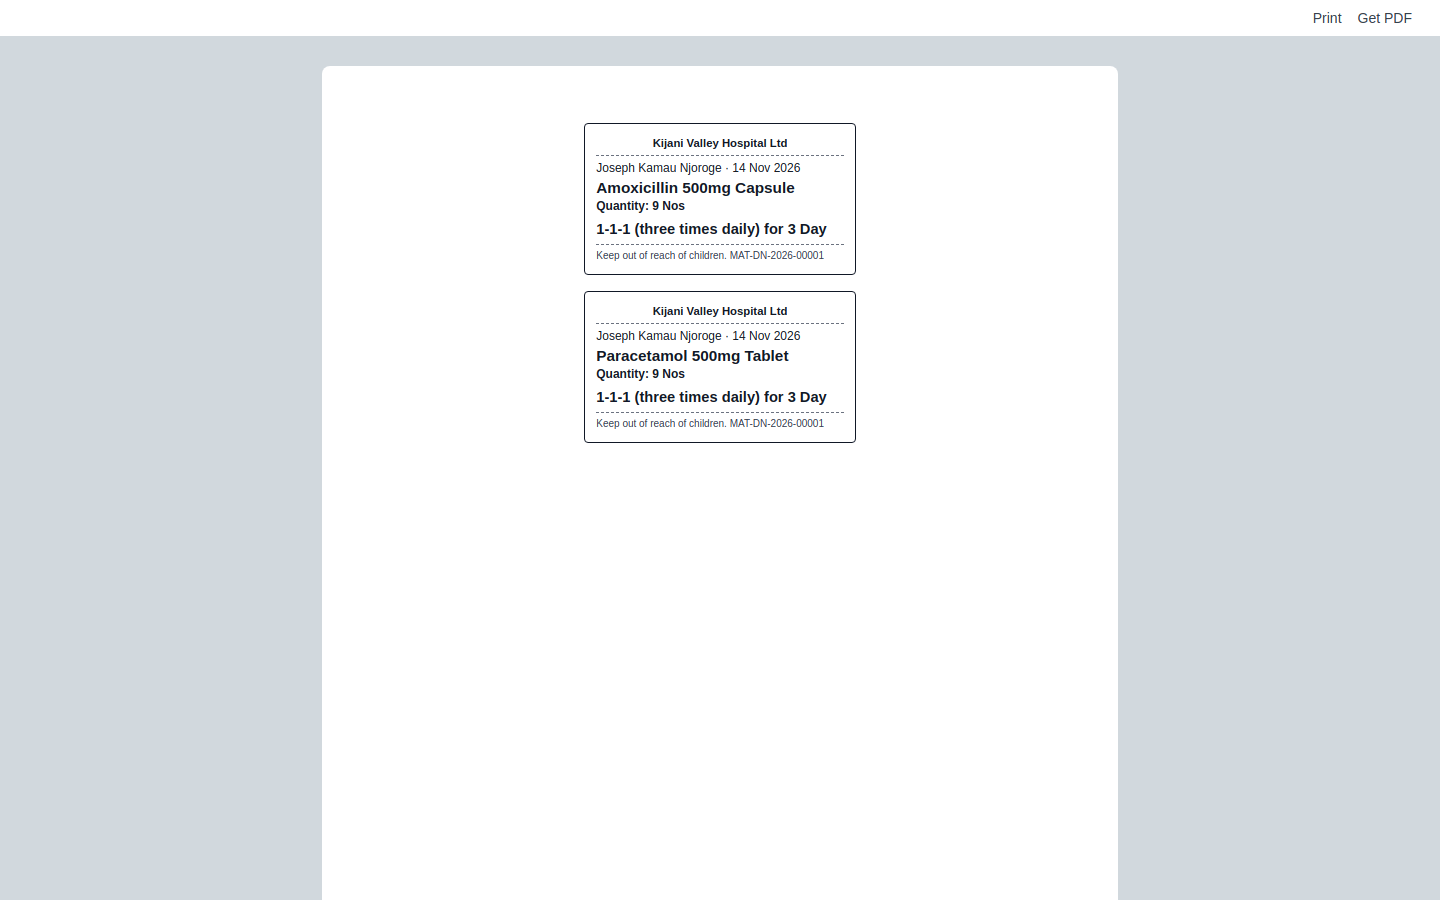 Print Get PDF
Kijani Valley Hospital Ltd
Joseph Kamau Njoroge · 14 Nov 2026
Amoxicillin 500mg Capsule
Quantity: 9 Nos
1-1-1 (three times daily) for 3 Day
Keep out of reach of children. MAT-DN-2026-00001
Kijani Valley Hospital Ltd
Joseph Kamau Njoroge · 14 Nov 2026
Paracetamol 500mg Tablet
Quantity: 9 Nos
1-1-1 (three times daily) for 3 Day
Keep out of reach of children. MAT-DN-2026-00001